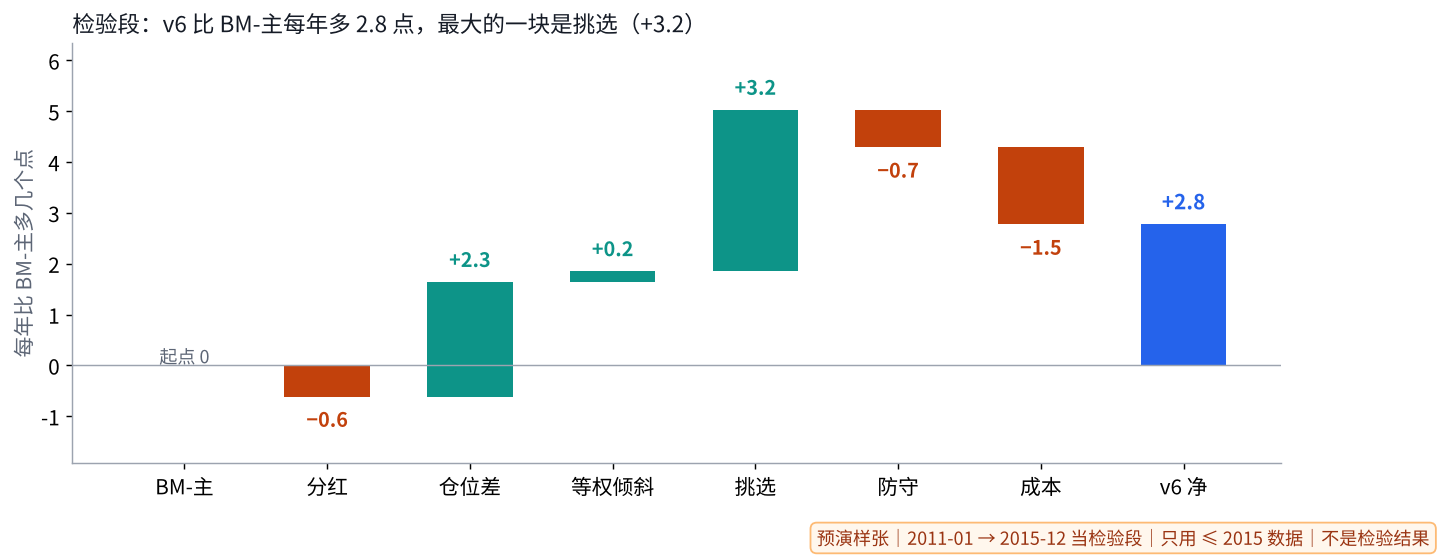 检验段：v6 比 BM-主每年多 2.8 点，最大的一块是挑选（+3.2）
每年比 BM-主多几个点
6
5
4
3
2
1
0
-1
起点 0
−0.6
+2.3
+0.2
+3.2
−0.7
−1.5
+2.8
BM-主
分红
仓位差
等权倾斜
挑选
防守
成本
v6 净
预演样张｜2011-01 → 2015-12 当检验段｜只用 ≤ 2015 数据｜不是检验结果